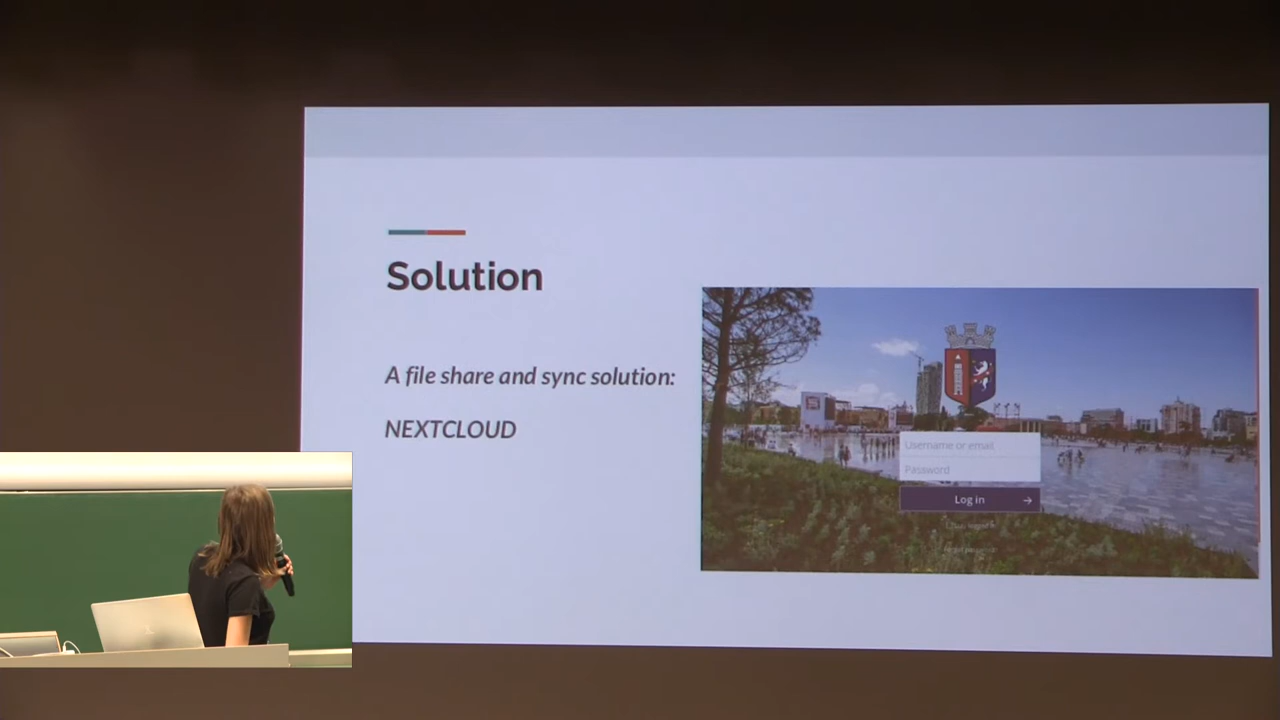 Solution
A file share and sync solution:
NEXTCLOUD
Username or email
Password
Log in